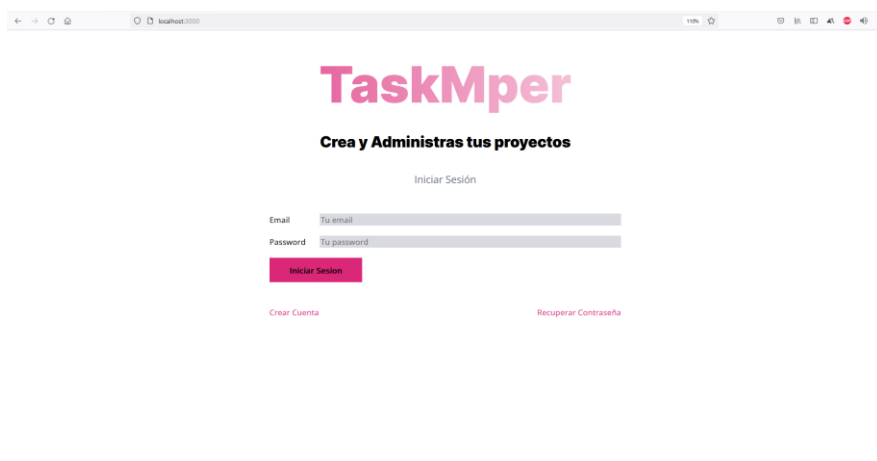 localhost:3000
110%
TaskMper
Crea y Administras tus proyectos
Iniciar Sesión
Email Tu email
Password Tu password
Iniciar Sesion
Crear Cuenta Recuperar Contraseña